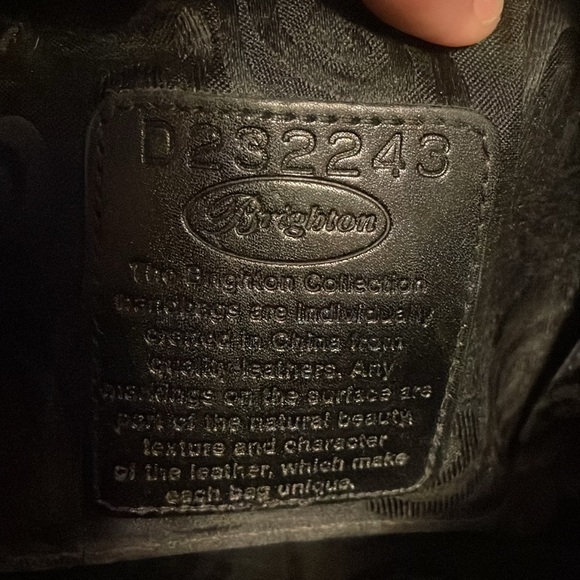 D232243
Brighton
The Brighton Collection
handbags are individually
crafted in China from
quality leathers. Any
markings on the surface are
part of the natural beauty,
texture and character
of the leather, which make
each bag unique.